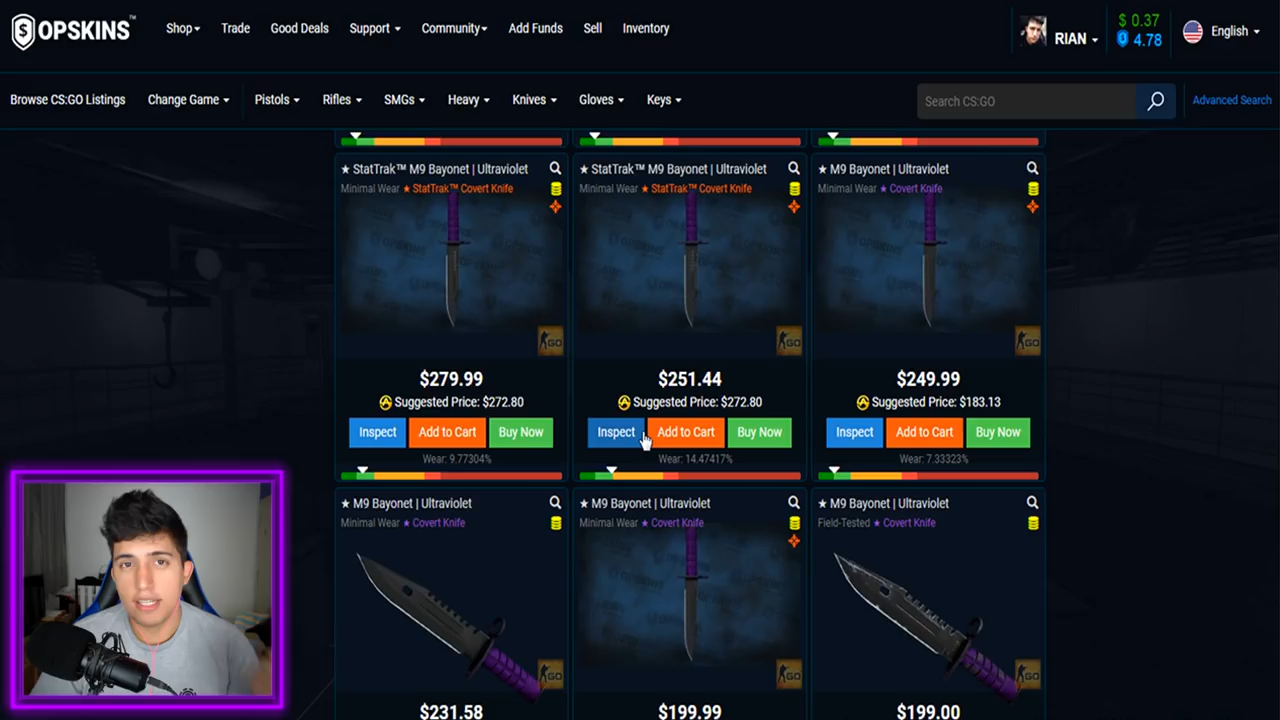 OPSKINS™
Shop Trade Good Deals Support Community Add Funds Sell Inventory
RIAN
$ 0.37
4.78
English
Browse CS:GO Listings Change Game Pistols Rifles SMGs Heavy Knives Gloves Keys
Search CS:GO
Advanced Search
★ StatTrak™ M9 Bayonet | Ultraviolet
Minimal Wear ★ StatTrak™ Covert Knife
$279.99
Suggested Price: $272.80
Inspect Add to Cart Buy Now
Wear: 9.77304%
★ StatTrak™ M9 Bayonet | Ultraviolet
Minimal Wear ★ StatTrak™ Covert Knife
$251.44
Suggested Price: $272.80
Inspect Add to Cart Buy Now
Wear: 14.47417%
★ M9 Bayonet | Ultraviolet
Minimal Wear ★ Covert Knife
$249.99
Suggested Price: $183.13
Inspect Add to Cart Buy Now
Wear: 7.33323%
★ M9 Bayonet | Ultraviolet
Minimal Wear ★ Covert Knife
$231.58
★ M9 Bayonet | Ultraviolet
Minimal Wear ★ Covert Knife
$199.99
★ M9 Bayonet | Ultraviolet
Field-Tested ★ Covert Knife
$199.00